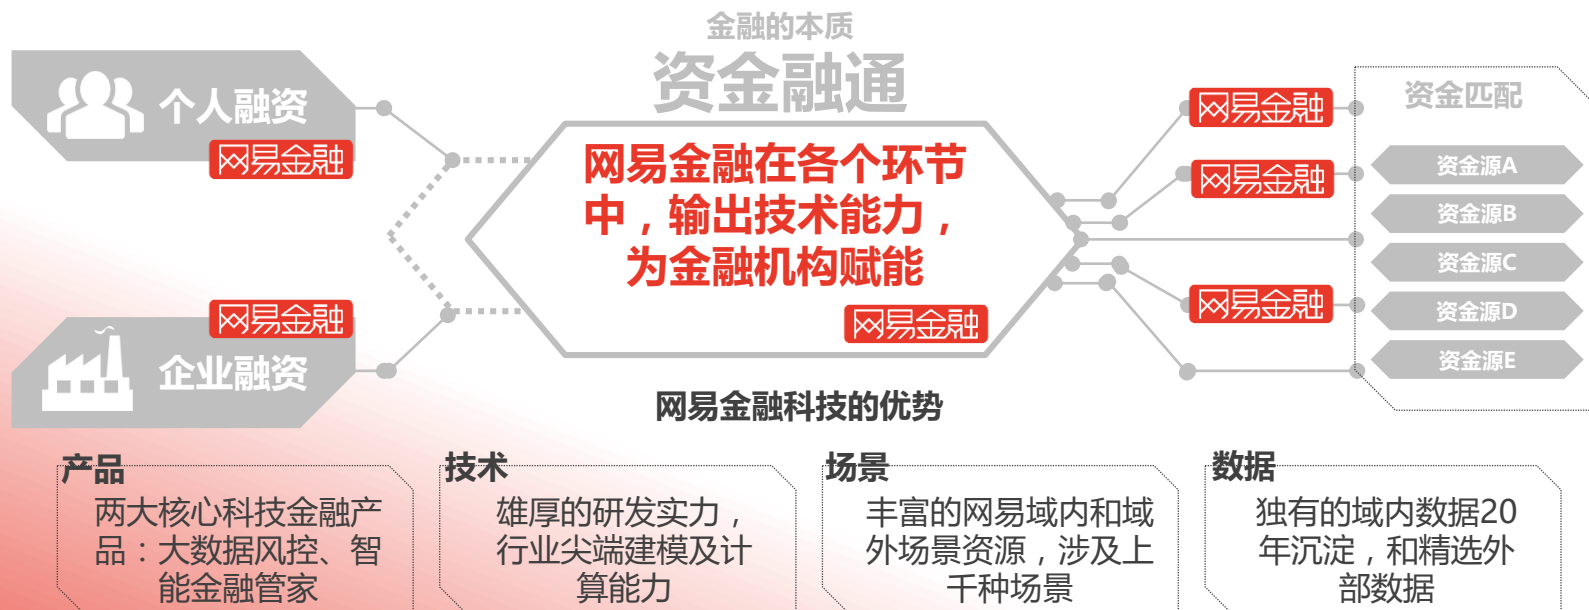 金融的本质
资金融通
个人融资
网易金融
网易金融在各个环节
中，输出技术能力，
为金融机构赋能
网易金融
网易金融
企业融资
网易金融
网易金融
网易金融
资金匹配
资金源A
资金源B
资金源C
资金源D
资金源E
网易金融科技的优势
产品
两大核心科技金融产
品：大数据风控、智
能金融管家
技术
雄厚的研发实力，
行业尖端建模及计
算能力
场景
丰富的网易域内和域
外场景资源，涉及上
千种场景
数据
独有的域内数据20
年沉淀，和精选外
部数据